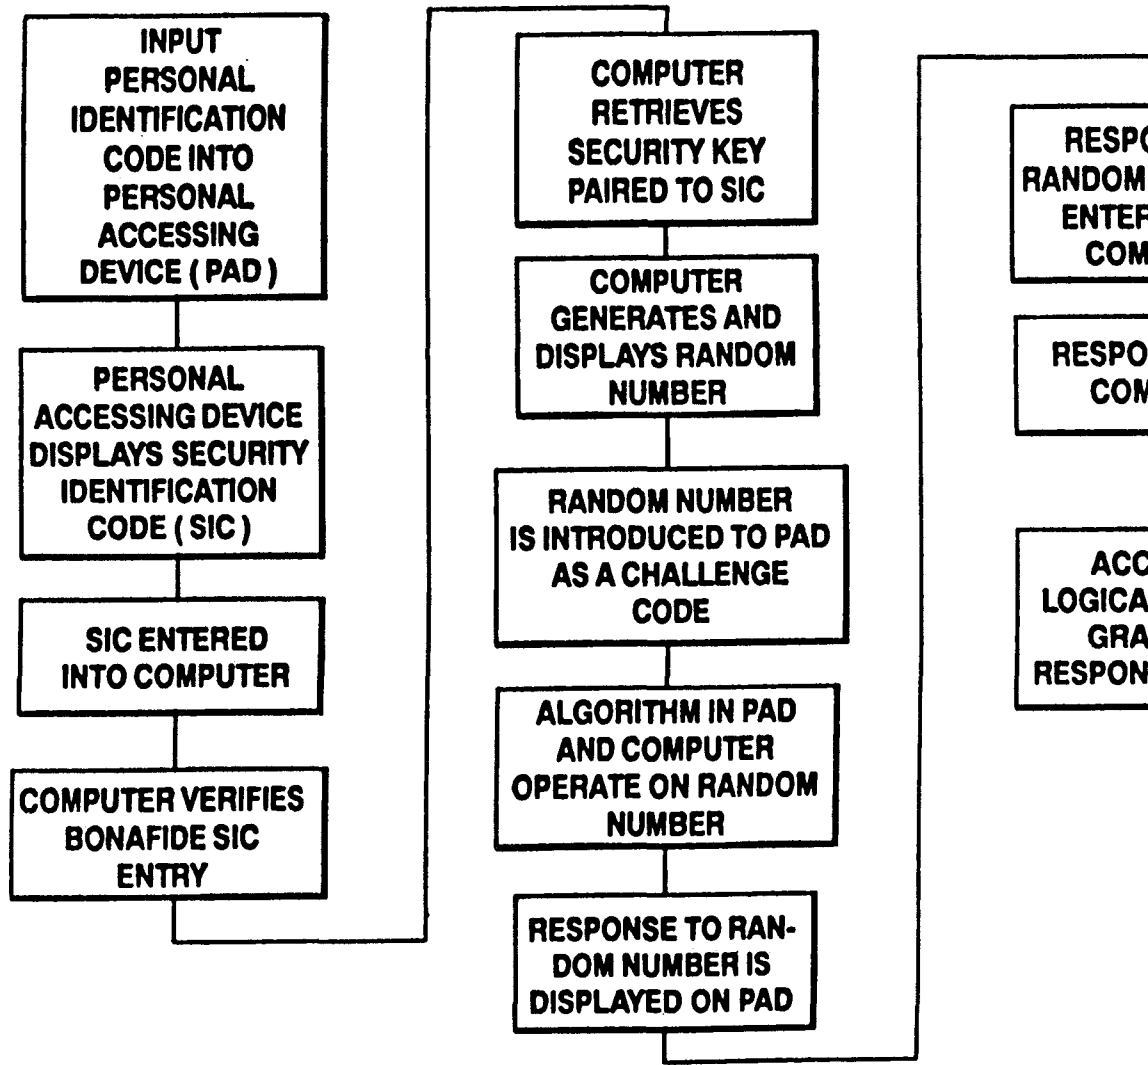 INPUT
PERSONAL
IDENTIFICATION
CODE INTO
PERSONAL
ACCESSING
DEVICE ( PAD )
PERSONAL
ACCESSING DEVICE
DISPLAYS SECURITY
IDENTIFICATION
CODE ( SIC )
SIC ENTERED
INTO COMPUTER
COMPUTER VERIFIES
BONAFIDE SIC
ENTRY
COMPUTER
RETRIEVES
SECURITY KEY
PAIRED TO SIC
COMPUTER
GENERATES AND
DISPLAYS RANDOM
NUMBER
RANDOM NUMBER
IS INTRODUCED TO PAD
AS A CHALLENGE
CODE
ALGORITHM IN PAD
AND COMPUTER
OPERATE ON RANDOM
NUMBER
RESPONSE TO RAN-
DOM NUMBER IS
DISPLAYED ON PAD
RANDOM